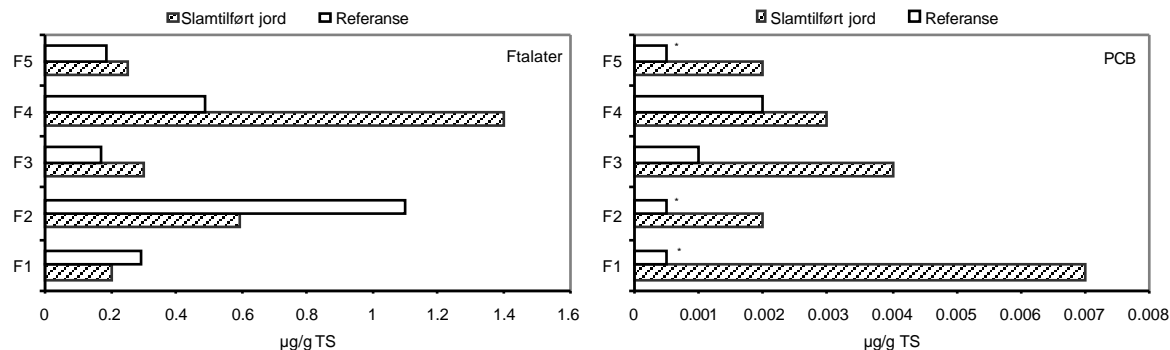 Slamtilført jord Referanse
Ftalater
F5
F4
F3
F2
F1
0 0.2 0.4 0.6 0.8 1 1.2 1.4 1.6
µg/g TS
Slamtilført jord Referanse
PCB
F5 *
F4
F3
F2 *
F1 *
0 0.001 0.002 0.003 0.004 0.005 0.006 0.007 0.008
µg/g TS